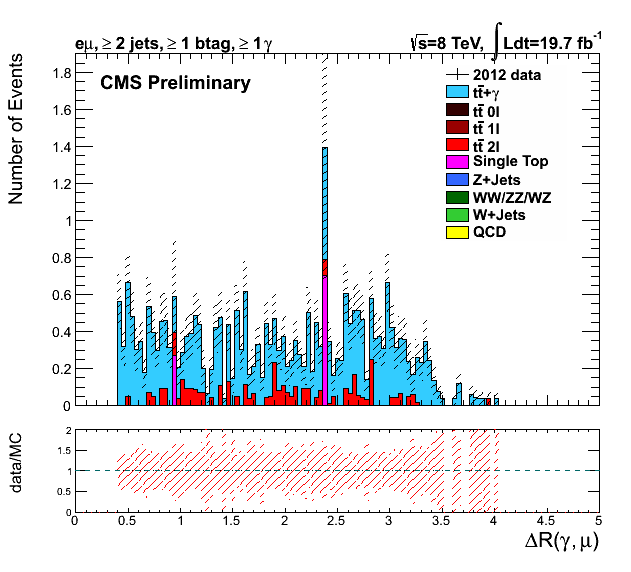 eμ, ≥ 2 jets, ≥ 1 btag, ≥ 1 γ
√s=8 TeV, ∫ Ldt=19.7 fb⁻¹
CMS Preliminary
2012 data
tt̄+γ
tt̄ 0l
tt̄ 1l
tt̄ 2l
Single Top
Z+Jets
WW/ZZ/WZ
W+Jets
QCD
Number of Events
1.8
1.6
1.4
1.2
1
0.8
0.6
0.4
0.2
0
data/MC
2
1.5
1
0.5
0
0 0.5 1 1.5 2 2.5 3 3.5 4 4.5 5
ΔR(γ, μ)